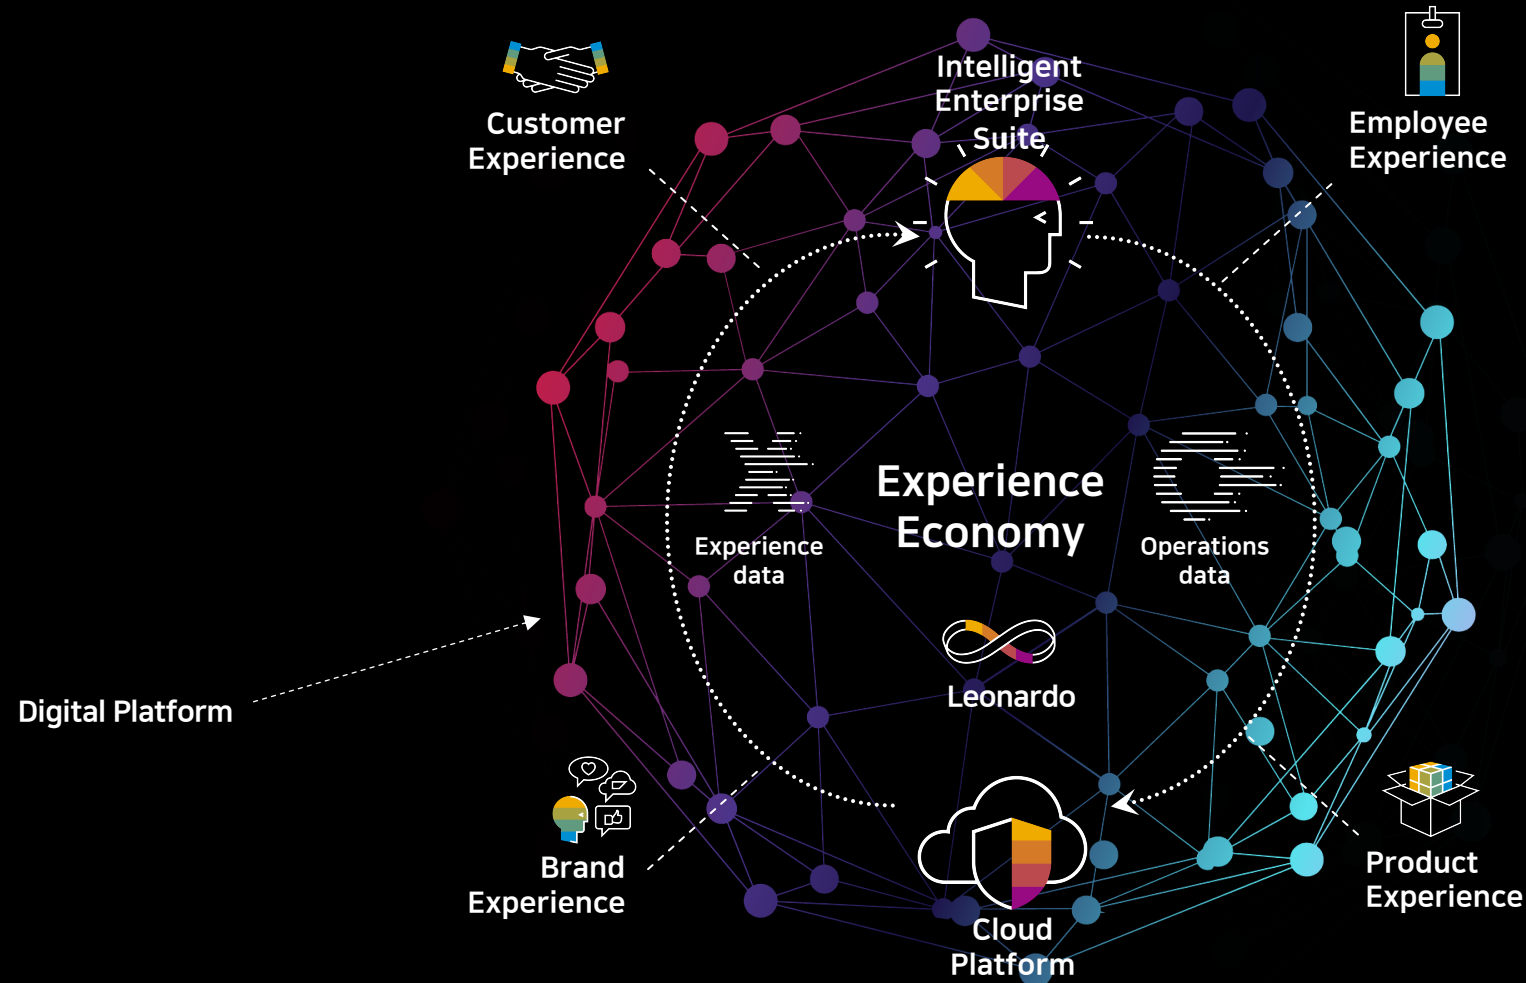 Customer
Experience
Intelligent
Enterprise
Suite
Employee
Experience
Experience
data
Experience
Economy
Operations
data
Leonardo
Digital Platform
Brand
Experience
Cloud
Platform
Product
Experience